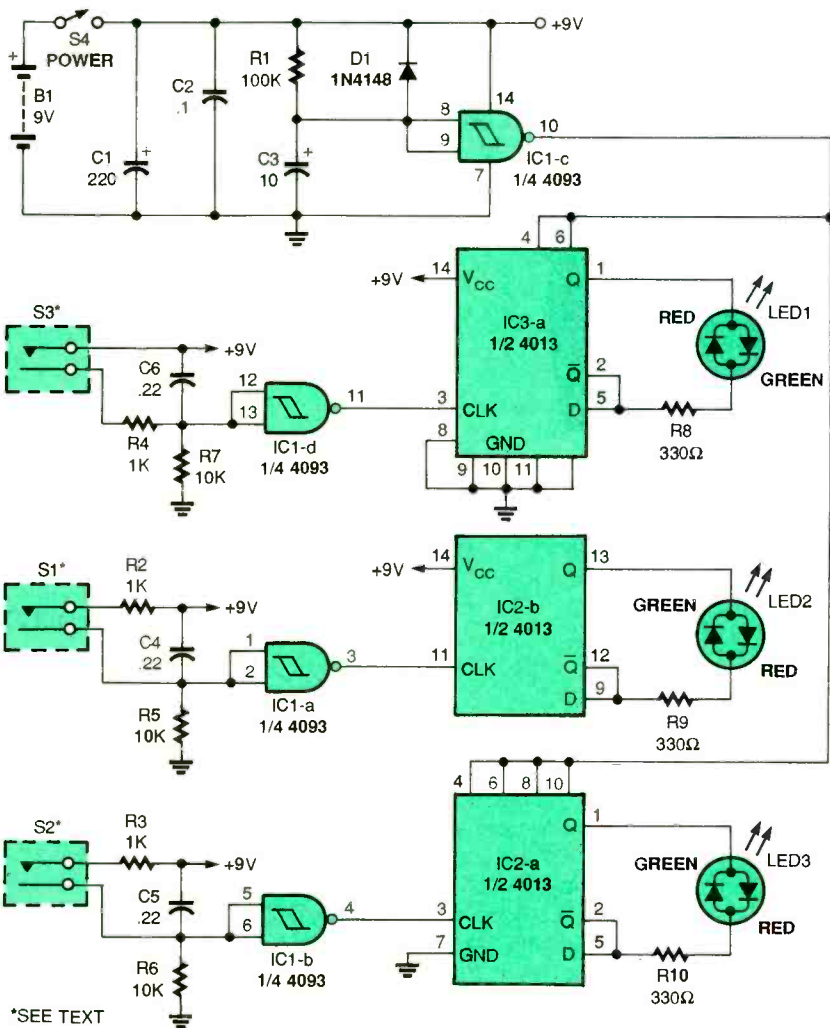 S4
POWER
+9V
+
B1
9V
C1
220
+
C2
.1
R1
100K
C3
10
+
D1
1N4148
8
9
14
7
10
IC1-c
1/4 4093
S3*
+9V
C6
.22
R4
1K
R7
10K
12
13
11
IC1-d
1/4 4093
4
6
+9V
14
VCC
Q
1
IC3-a
1/2 4013
Q
2
D
5
3
CLK
8
GND
9
10
11
RED
LED1
GREEN
R8
330Ω
S1*
R2
1K
+9V
C4
.22
R5
10K
1
2
3
IC1-a
1/4 4093
+9V
14
VCC
Q
13
IC2-b
1/2 4013
11
CLK
Q
12
D
9
GREEN
LED2
RED
R9
330Ω
S2*
R3
1K
+9V
C5
.22
R6
10K
5
6
4
IC1-b
1/4 4093
4
6
8
10
Q
1
IC2-a
1/2 4013
3
CLK
Q
2
7
GND
D
5
GREEN
LED3
RED
R10
330Ω
*SEE TEXT